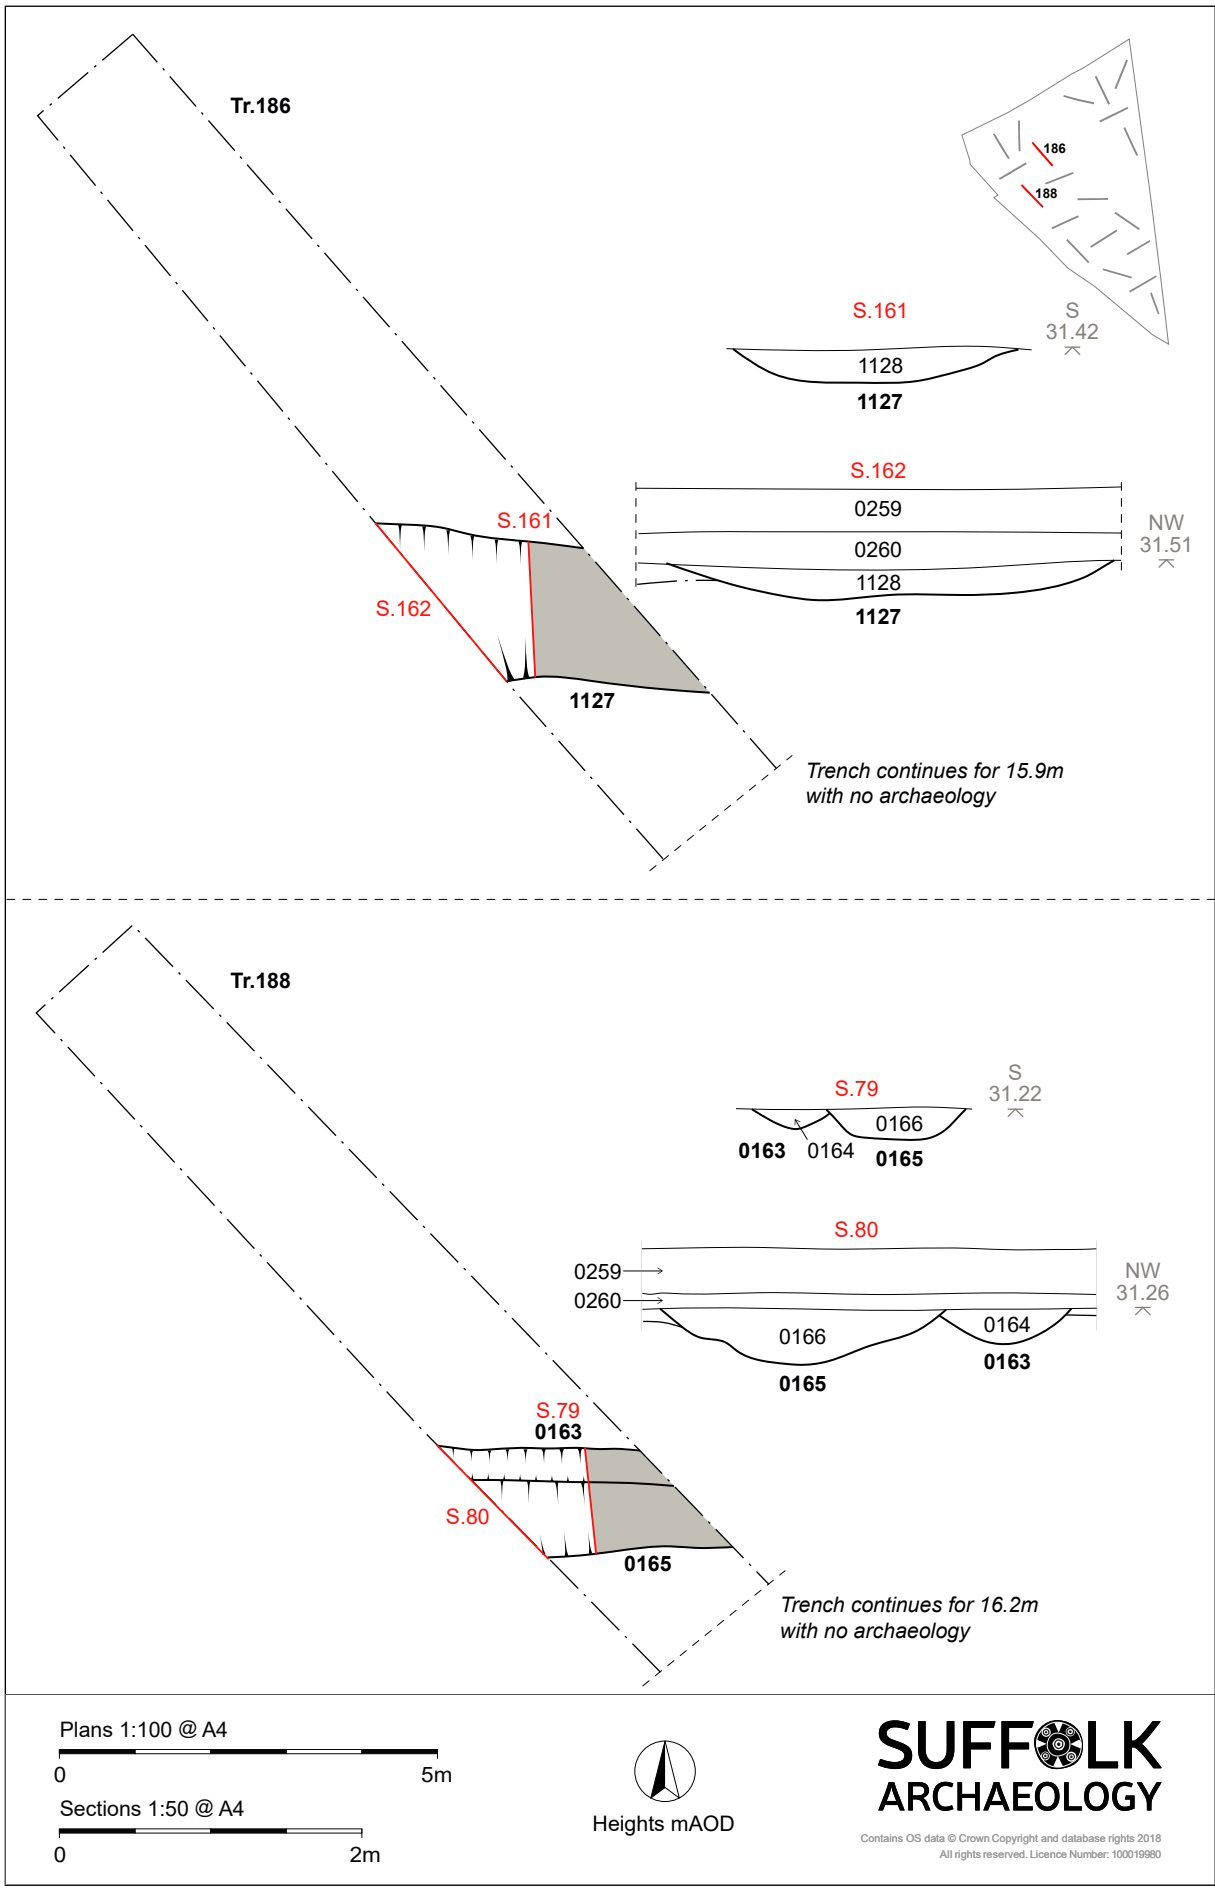 Tr.186
186
188
S.161
S
31.42
1128
1127
S.162
0259
0260
1128
1127
NW
31.51
S.161
S.162
1127
Trench continues for 15.9m
with no archaeology
Tr.188
S.79
S
31.22
0166
0163
0164
0165
S.80
0259
0260
0166
0164
0163
0165
NW
31.26
S.79
0163
S.80
0165
Trench continues for 16.2m
with no archaeology
Plans 1:100 @ A4
0
5m
Sections 1:50 @ A4
0
2m
Heights mAOD
SUFFOLK
ARCHAEOLOGY
Contains OS data © Crown Copyright and database rights 2018
All rights reserved. Licence Number: 100019980